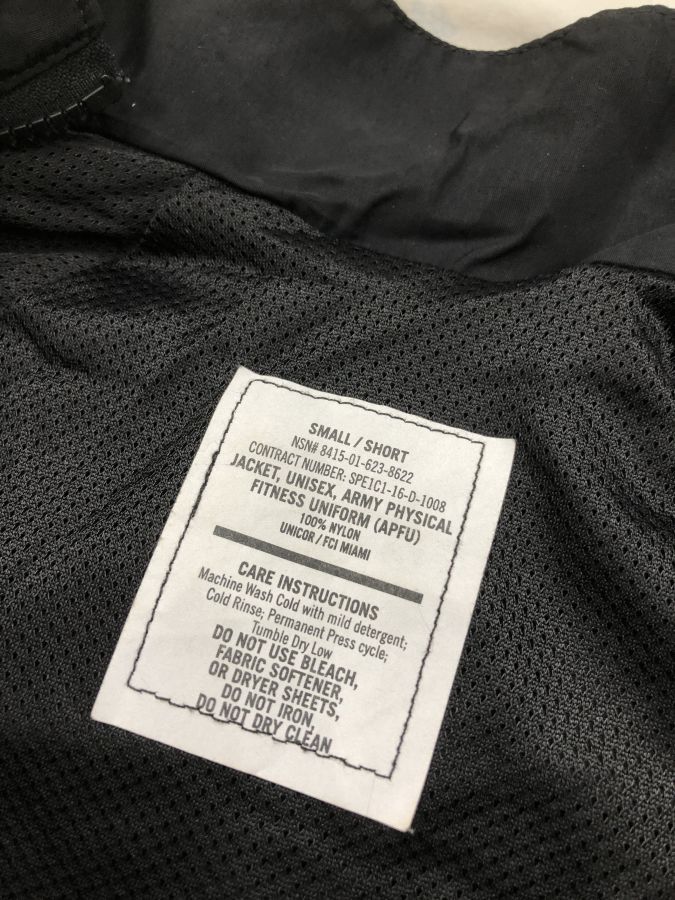 SMALL / SHORT
NSN# 8415-01-623-8622
CONTRACT NUMBER: SPE1C1-16-D-1008
JACKET, UNISEX, ARMY PHYSICAL
FITNESS UNIFORM (APFU)
100% NYLON
UNICOR / FCI MIAMI
CARE INSTRUCTIONS
Machine Wash Cold with mild detergent;
Cold Rinse; Permanent Press cycle;
Tumble Dry Low
DO NOT USE BLEACH,
FABRIC SOFTENER,
OR DRYER SHEETS,
DO NOT IRON,
DO NOT DRY CLEAN